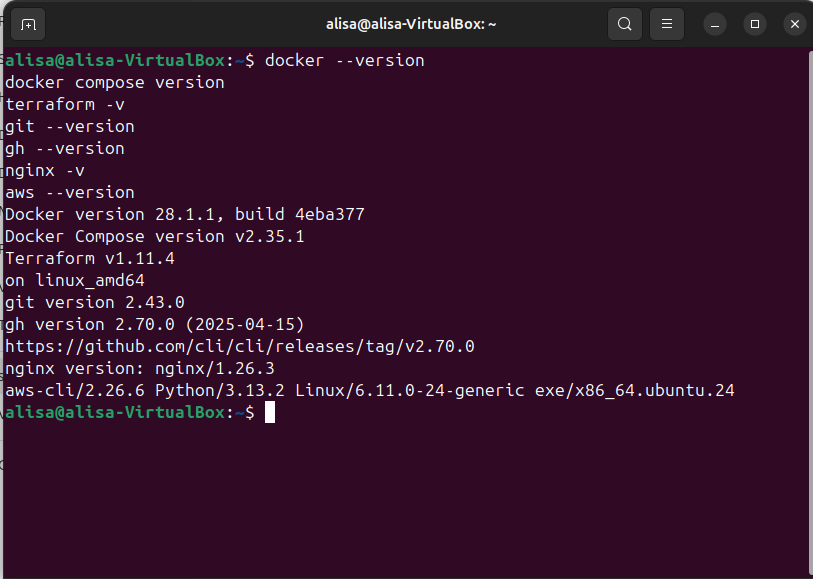 alisa@alisa-VirtualBox: ~
alisa@alisa-VirtualBox:~$ docker --version
docker compose version
terraform -v
git --version
gh --version
nginx -v
aws --version
Docker version 28.1.1, build 4eba377
Docker Compose version v2.35.1
Terraform v1.11.4
on linux_amd64
git version 2.43.0
gh version 2.70.0 (2025-04-15)
https://github.com/cli/cli/releases/tag/v2.70.0
nginx version: nginx/1.26.3
aws-cli/2.26.6 Python/3.13.2 Linux/6.11.0-24-generic exe/x86_64.ubuntu.24
alisa@alisa-VirtualBox:~$